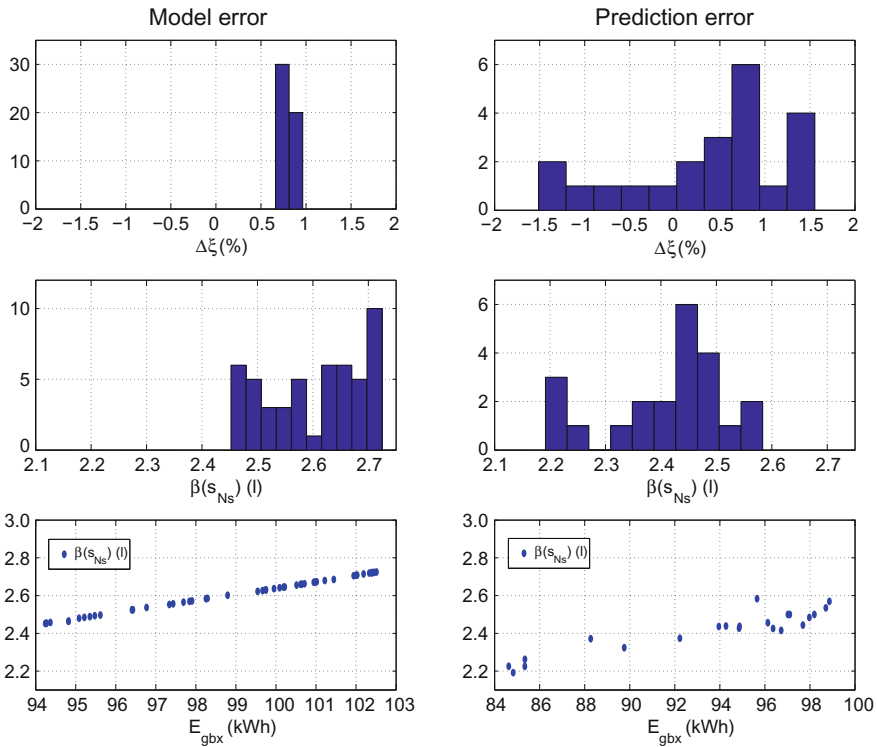 Model error
Prediction error
30
20
10
0
−2 −1.5 −1 −0.5 0 0.5 1 1.5 2
Δξ(%)
6
4
2
0
−2 −1.5 −1 −0.5 0 0.5 1 1.5 2
Δξ(%)
10
5
0
2.1 2.2 2.3 2.4 2.5 2.6 2.7
β(s_Ns) (l)
6
4
2
0
2.1 2.2 2.3 2.4 2.5 2.6 2.7
β(s_Ns) (l)
3.0
2.8
2.6
2.4
2.2
β(s_Ns) (l)
94 95 96 97 98 99 100 101 102 103
E_gbx (kWh)
3.0
2.8
2.6
2.4
2.2
β(s_Ns) (l)
84 86 88 90 92 94 96 98 100
E_gbx (kWh)